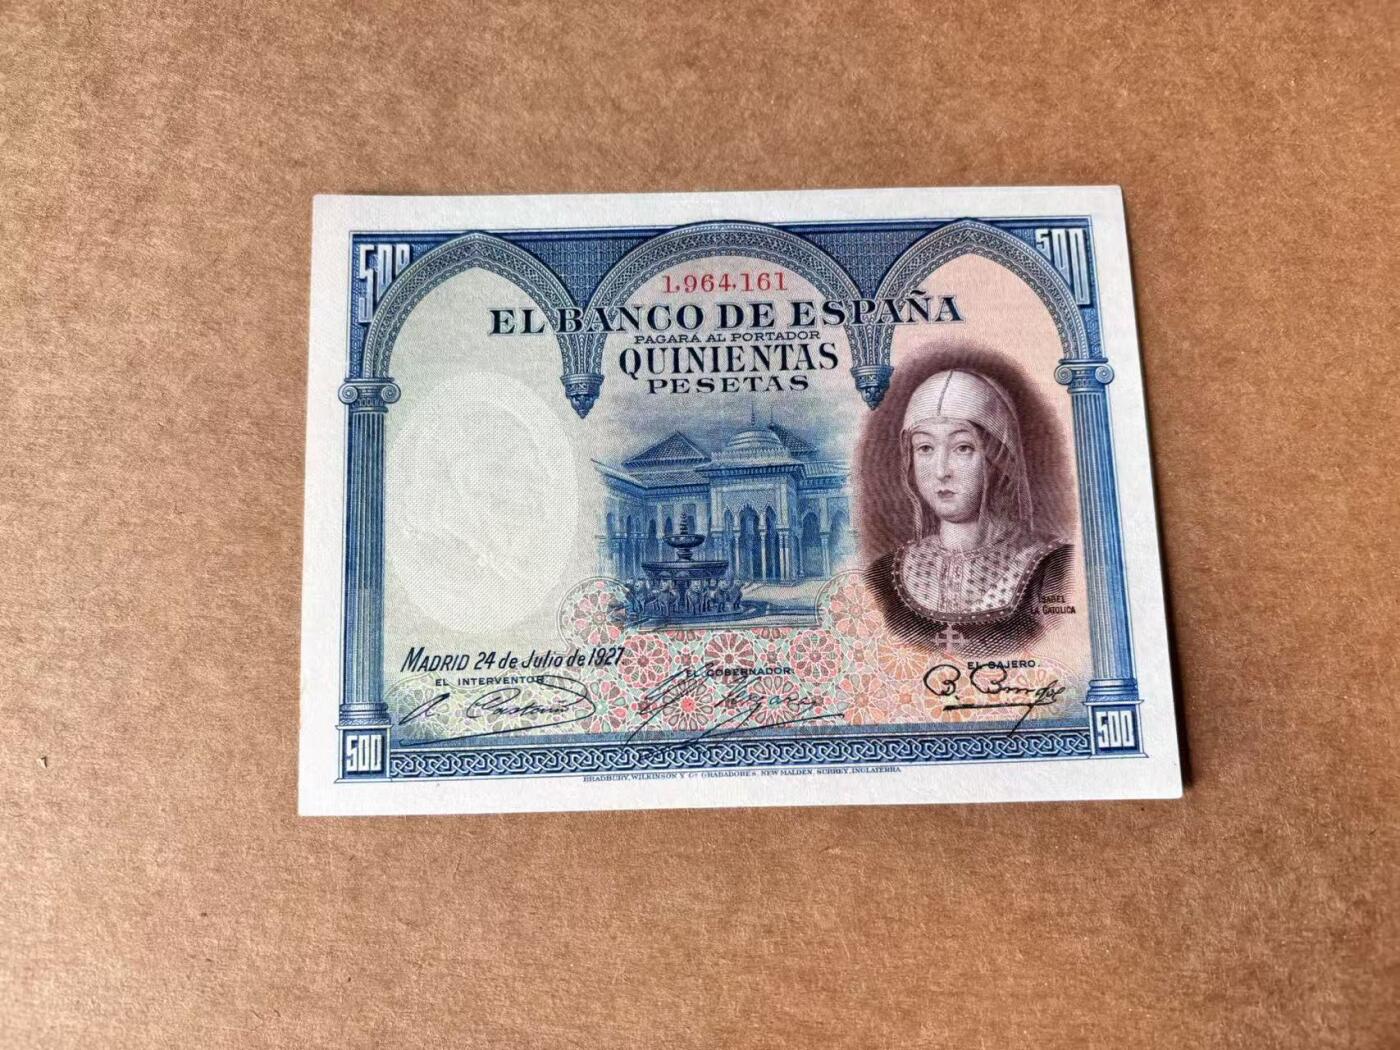 500
500
1,964,161
EL BANCO DE ESPAÑA
PAGARÁ AL PORTADOR
QUINIENTAS
PESETAS
ISABEL
LA CATOLICA
MADRID 24 de Julio de 1927.
EL INTERVENTOR
EL GOBERNADOR.
EL CAJERO.
500
500
BRADBURY, WILKINSON Y Cª GRABADORES, NEW MALDEN, SURREY, INGLATERRA